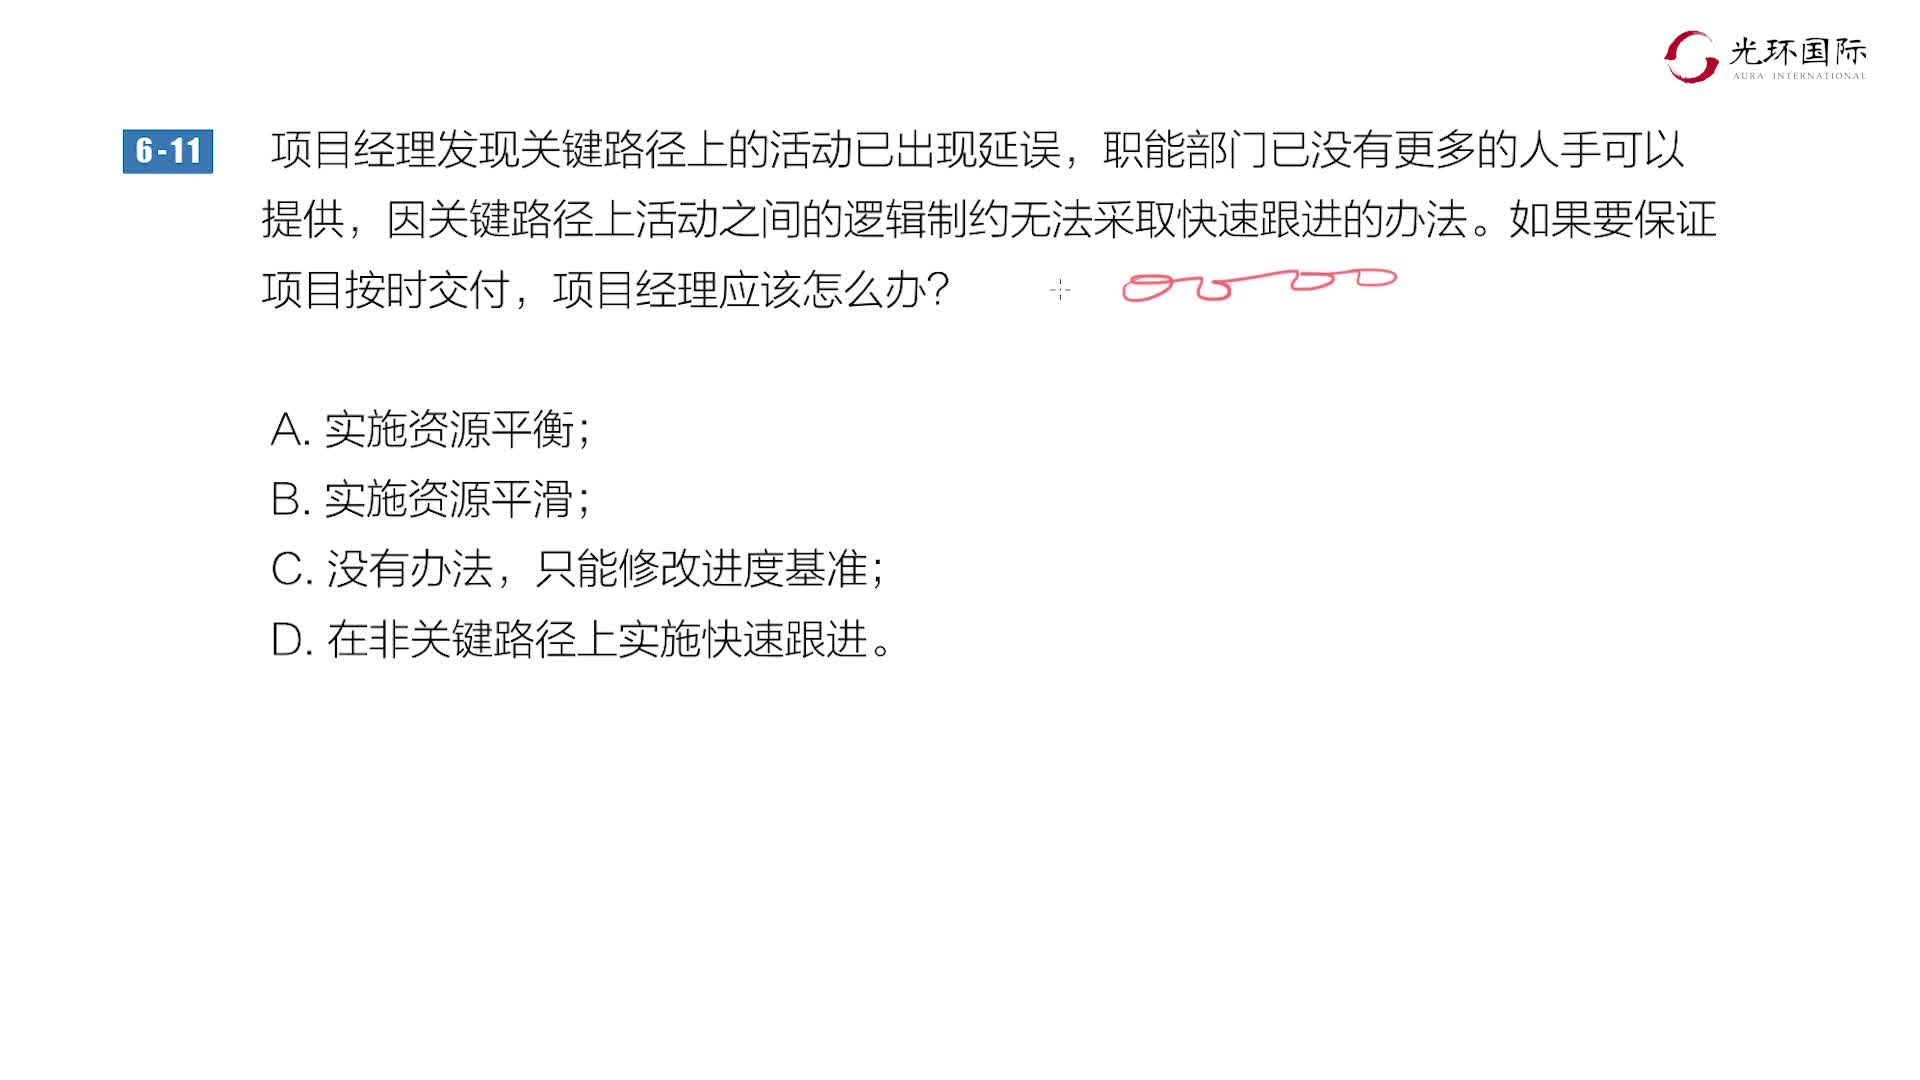 光环国际
AURA INTERNATIONAL
6-11 项目经理发现关键路径上的活动已出现延误，职能部门已没有更多的人手可以
提供，因关键路径上活动之间的逻辑制约无法采取快速跟进的办法。如果要保证
项目按时交付，项目经理应该怎么办？
A. 实施资源平衡；
B. 实施资源平滑；
C. 没有办法，只能修改进度基准；
D. 在非关键路径上实施快速跟进。